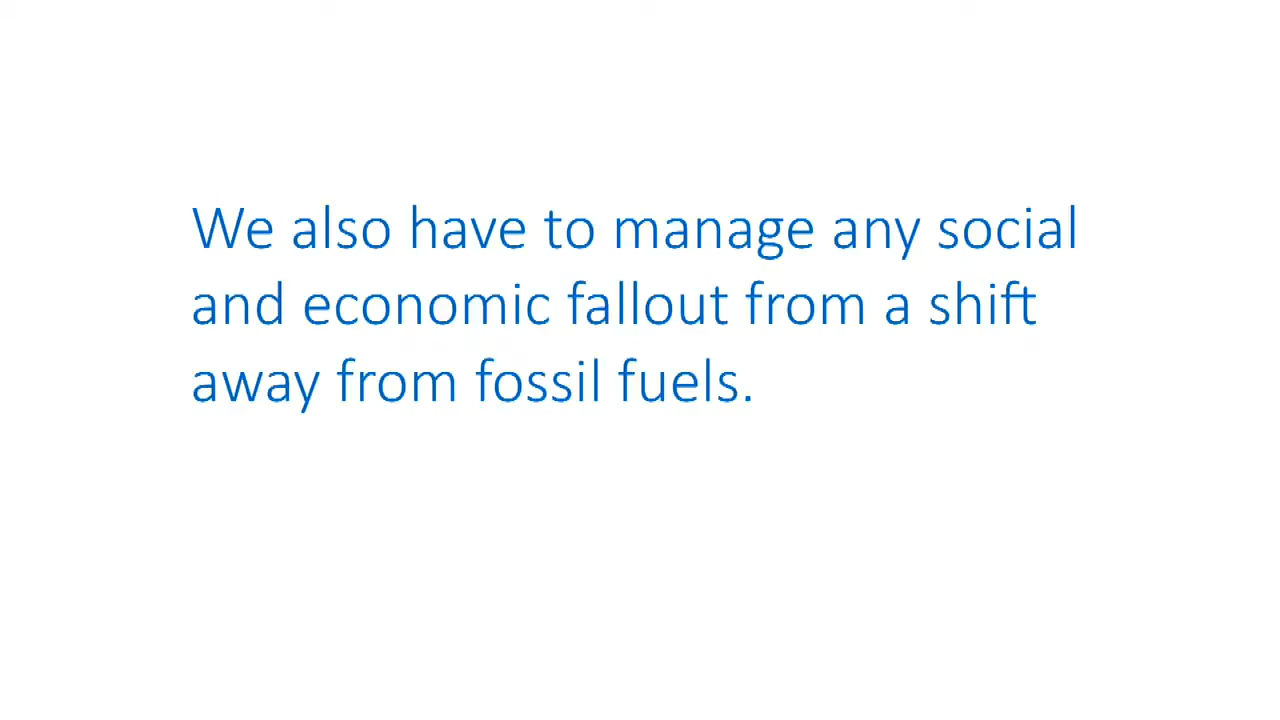 We also have to manage any social
and economic fallout from a shift
away from fossil fuels.